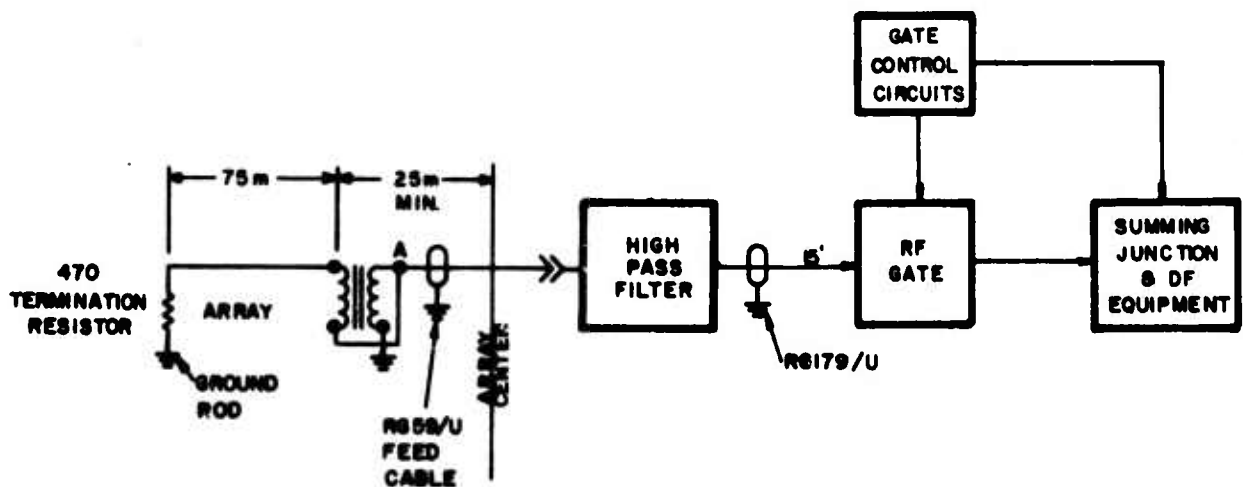 GATE
CONTROL
CIRCUITS
75m
25m
MIN.
A
470
TERMINATION
RESISTOR
ARRAY
GROUND
ROD
RG59/U
FEED
CABLE
ARRAY
CENTER
HIGH
PASS
FILTER
15'
RG179/U
RF
GATE
SUMMING
JUNCTION
& DF
EQUIPMENT